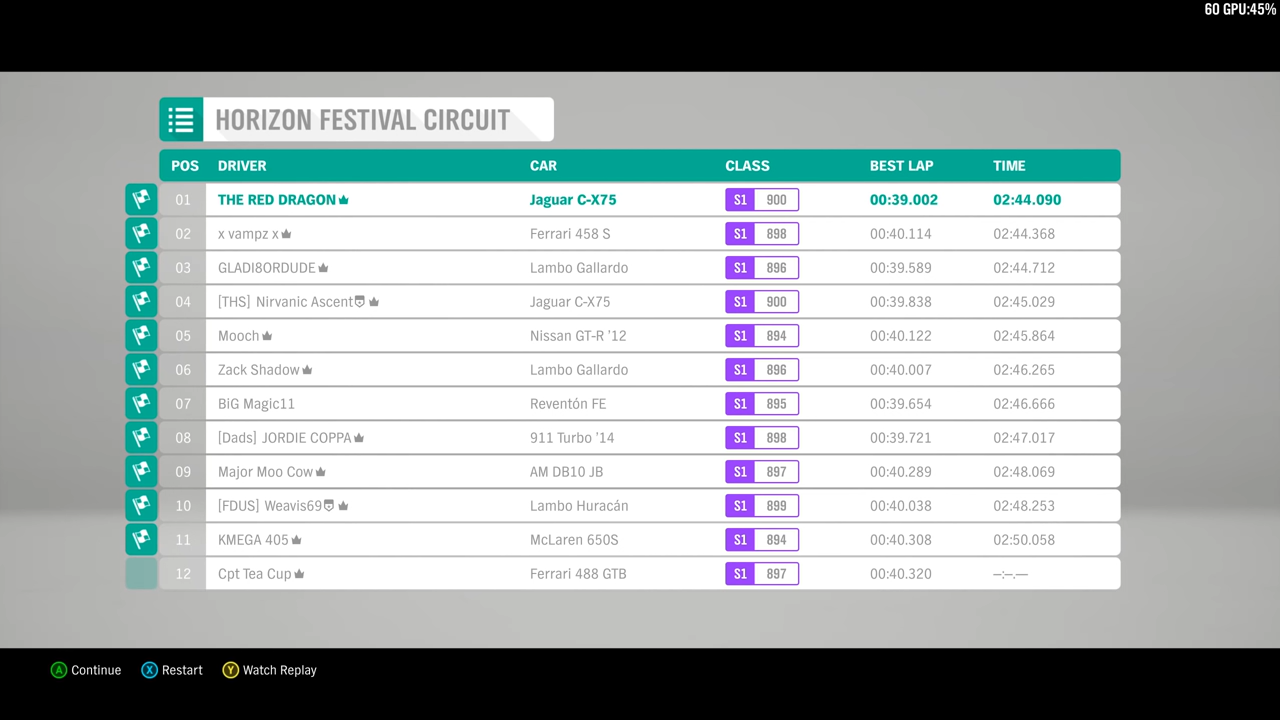 60 GPU:45%
HORIZON FESTIVAL CIRCUIT
POS DRIVER CAR CLASS BEST LAP TIME
01 THE RED DRAGON Jaguar C-X75 S1 900 00:39.002 02:44.090
02 x vampz x Ferrari 458 S S1 898 00:40.114 02:44.368
03 GLADI8ORDUDE Lambo Gallardo S1 896 00:39.589 02:44.712
04 [THS] Nirvanic Ascent Jaguar C-X75 S1 900 00:39.838 02:45.029
05 Mooch Nissan GT-R '12 S1 894 00:40.122 02:45.864
06 Zack Shadow Lambo Gallardo S1 896 00:40.007 02:46.265
07 BiG Magic11 Reventón FE S1 895 00:39.654 02:46.666
08 [Dads] JORDIE COPPA 911 Turbo '14 S1 898 00:39.721 02:47.017
09 Major Moo Cow AM DB10 JB S1 897 00:40.289 02:48.069
10 [FDUS] Weavis69 Lambo Huracán S1 899 00:40.038 02:48.253
11 KMEGA 405 McLaren 650S S1 894 00:40.308 02:50.058
12 Cpt Tea Cup Ferrari 488 GTB S1 897 00:40.320 --:--.---
A Continue X Restart Y Watch Replay